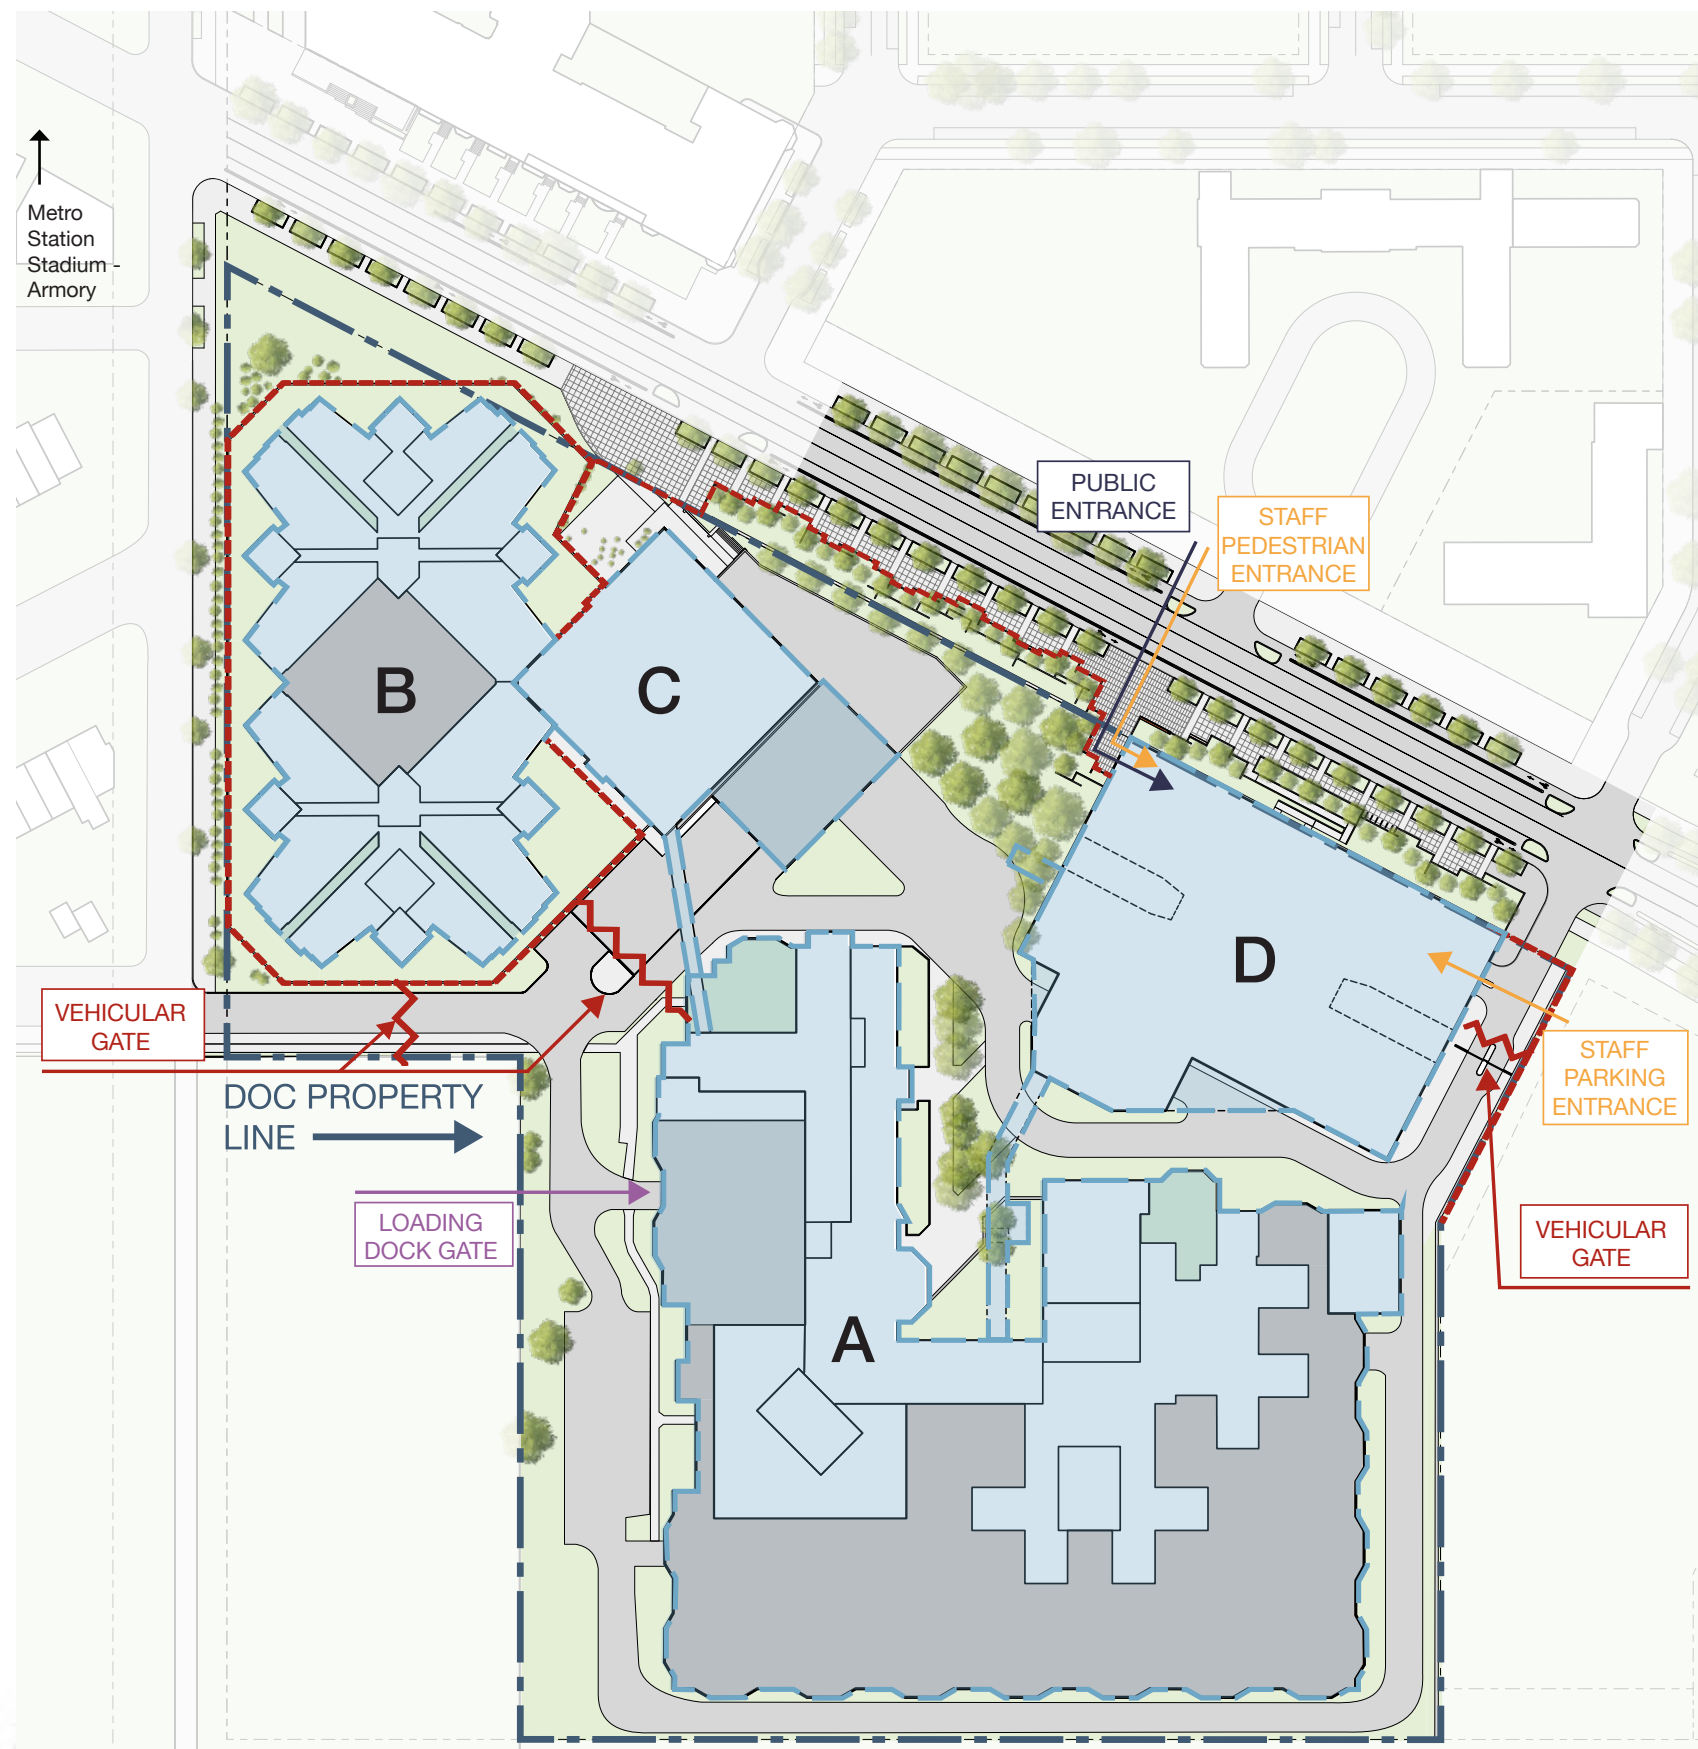 Metro
Station
Stadium -
Armory
PUBLIC
ENTRANCE
STAFF
PEDESTRIAN
ENTRANCE
B
C
D
VEHICULAR
GATE
DOC PROPERTY
LINE
STAFF
PARKING
ENTRANCE
LOADING
DOCK GATE
VEHICULAR
GATE
A